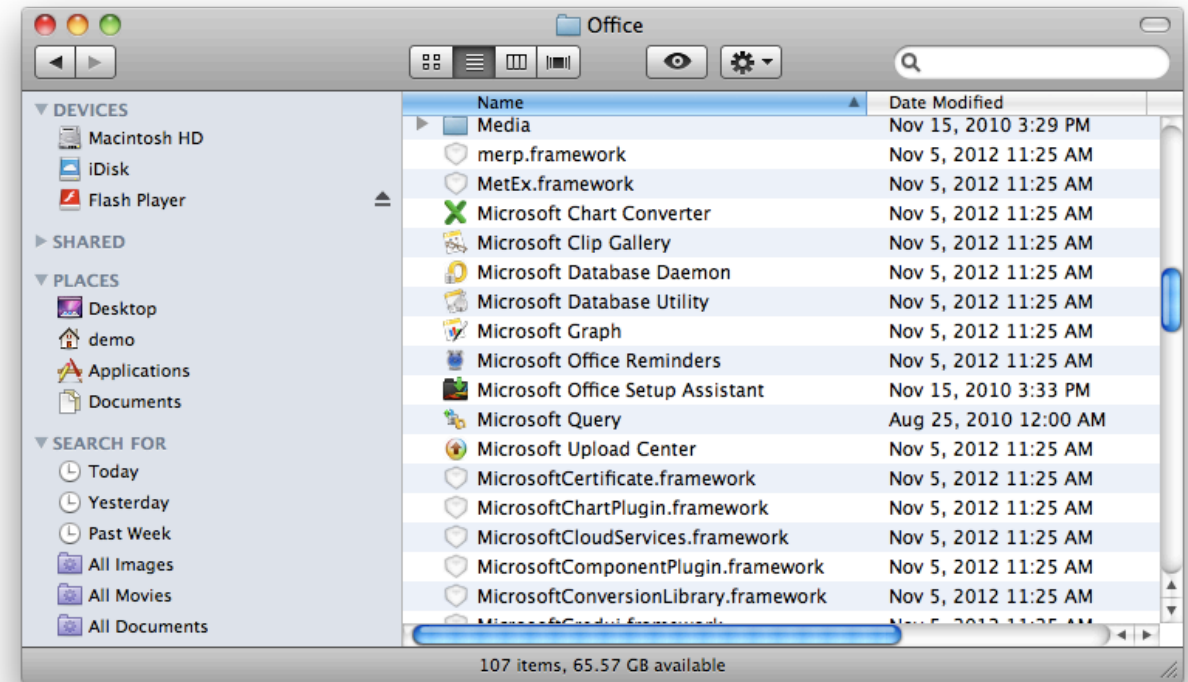 Office
DEVICES
Macintosh HD
iDisk
Flash Player
SHARED
PLACES
Desktop
demo
Applications
Documents
SEARCH FOR
Today
Yesterday
Past Week
All Images
All Movies
All Documents
Name Date Modified
Media Nov 15, 2010 3:29 PM
merp.framework Nov 5, 2012 11:25 AM
MetEx.framework Nov 5, 2012 11:25 AM
Microsoft Chart Converter Nov 5, 2012 11:25 AM
Microsoft Clip Gallery Nov 5, 2012 11:25 AM
Microsoft Database Daemon Nov 5, 2012 11:25 AM
Microsoft Database Utility Nov 5, 2012 11:25 AM
Microsoft Graph Nov 5, 2012 11:25 AM
Microsoft Office Reminders Nov 5, 2012 11:25 AM
Microsoft Office Setup Assistant Nov 15, 2010 3:33 PM
Microsoft Query Aug 25, 2010 12:00 AM
Microsoft Upload Center Nov 5, 2012 11:25 AM
MicrosoftCertificate.framework Nov 5, 2012 11:25 AM
MicrosoftChartPlugin.framework Nov 5, 2012 11:25 AM
MicrosoftCloudServices.framework Nov 5, 2012 11:25 AM
MicrosoftComponentPlugin.framework Nov 5, 2012 11:25 AM
MicrosoftConversionLibrary.framework Nov 5, 2012 11:25 AM
107 items, 65.57 GB available